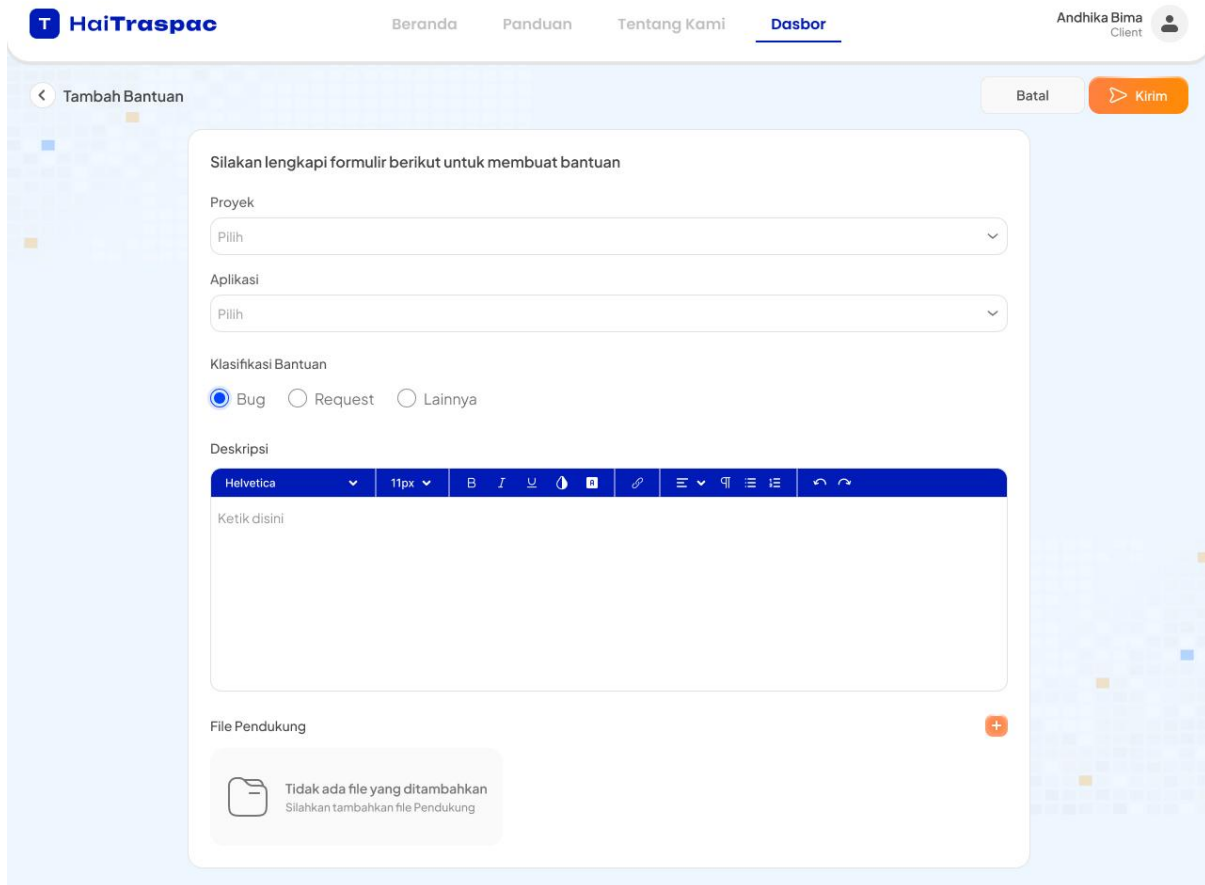 T HaiTraspac
Beranda Panduan Tentang Kami Dasbor
Andhika Bima
Client
Tambah Bantuan
Batal
Kirim
Silakan lengkapi formulir berikut untuk membuat bantuan
Proyek
Pilih
Aplikasi
Pilih
Klasifikasi Bantuan
Bug Request Lainnya
Deskripsi
Helvetica 11px B I U A
Ketik disini
File Pendukung
Tidak ada file yang ditambahkan
Silahkan tambahkan file Pendukung